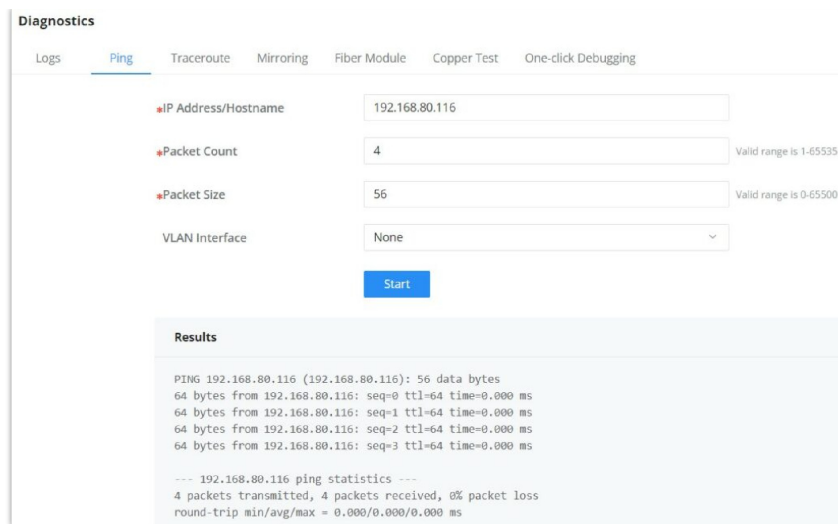 Diagnostics
Logs Ping Traceroute Mirroring Fiber Module Copper Test One-click Debugging
*IP Address/Hostname 192.168.80.116
*Packet Count 4 Valid range is 1-65535
*Packet Size 56 Valid range is 0-65500
VLAN Interface None
Start
Results
PING 192.168.80.116 (192.168.80.116): 56 data bytes
64 bytes from 192.168.80.116: seq=0 ttl=64 time=0.000 ms
64 bytes from 192.168.80.116: seq=1 ttl=64 time=0.000 ms
64 bytes from 192.168.80.116: seq=2 ttl=64 time=0.000 ms
64 bytes from 192.168.80.116: seq=3 ttl=64 time=0.000 ms
--- 192.168.80.116 ping statistics ---
4 packets transmitted, 4 packets received, 0% packet loss
round-trip min/avg/max = 0.000/0.000/0.000 ms